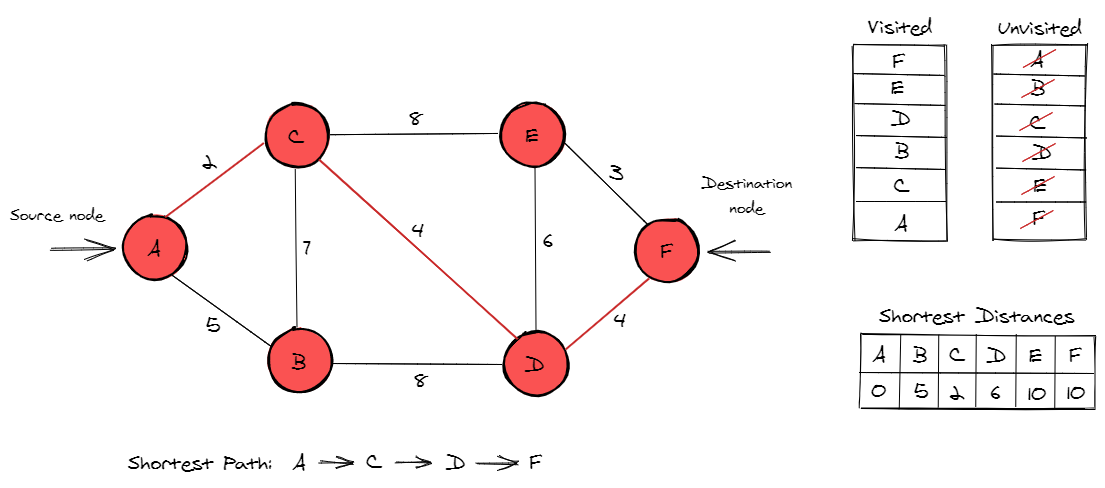 Visited Unvisited
F A
E B
D C
B D
C E
A F
C 8 E
2 3
Source node
Destination
node
A 7 4 6 F
5 4
B 8 D
Shortest Distances
A B C D E F
0 5 2 6 10 10
Shortest Path: A → C → D → F